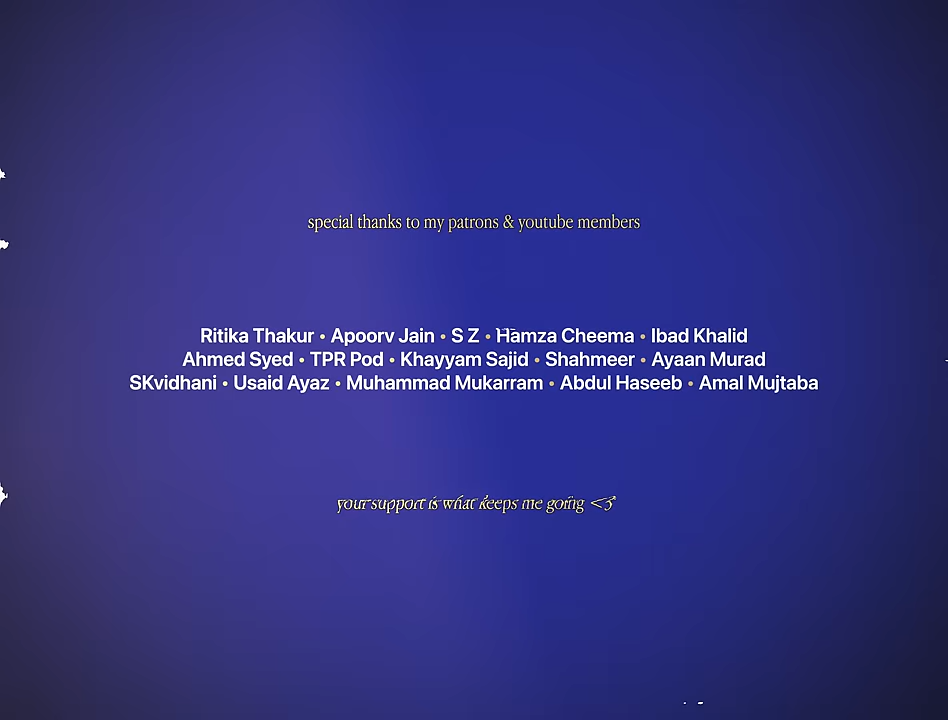 special thanks to my patrons & youtube members
Ritika Thakur • Apoorv Jain • S Z • Hamza Cheema • Ibad Khalid
Ahmed Syed • TPR Pod • Khayyam Sajid • Shahmeer • Ayaan Murad
SKvidhani • Usaid Ayaz • Muhammad Mukarram • Abdul Haseeb • Amal Mujtaba
your support is what keeps me going <3